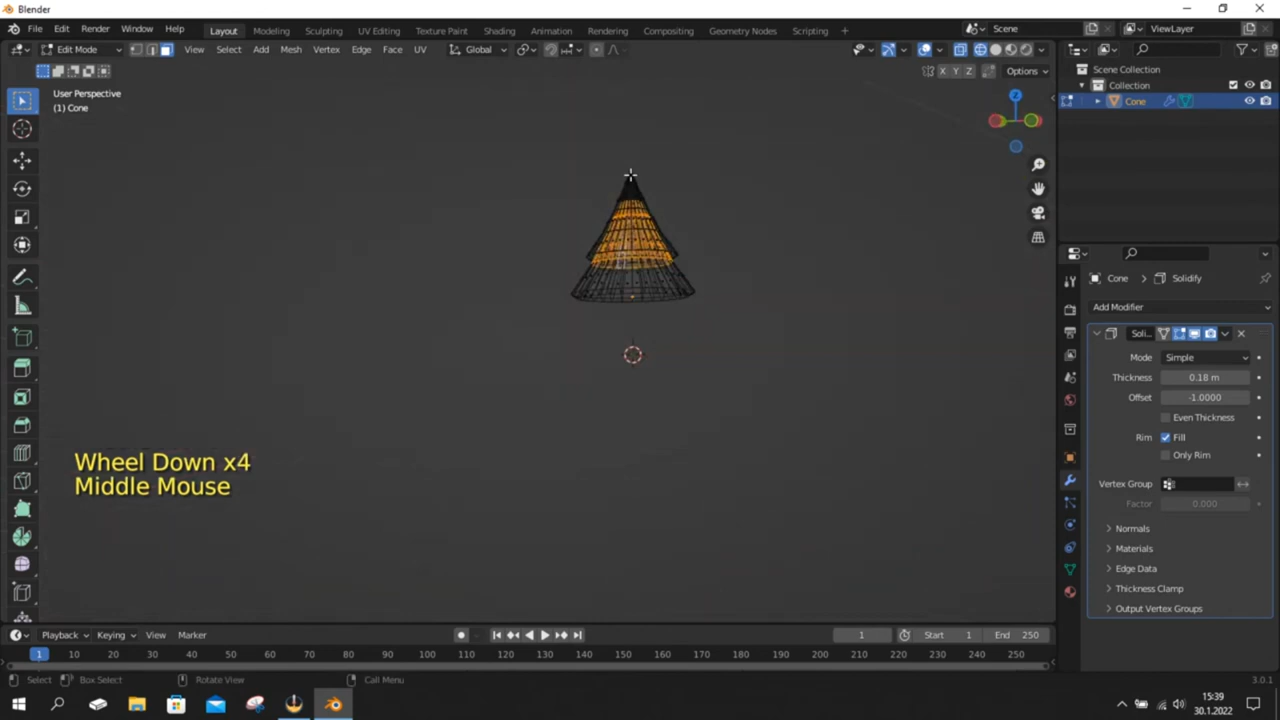 Blender
File Edit Render Window Help Layout Modeling Sculpting UV Editing Texture Paint Shading Animation Rendering Compositing Geometry Nodes Scripting + Scene ViewLayer
Edit Mode View Select Add Mesh Vertex Edge Face UV Global
X Y Z Options
User Perspective
(1) Cone
Z
Scene Collection
Collection
Cone
Cone > Solidify
Add Modifier
Soli...
Mode Simple
Thickness 0.18 m
Offset -1.0000
Even Thickness
Rim Fill
Only Rim
Vertex Group
Factor 0.000
Normals
Materials
Edge Data
Thickness Clamp
Output Vertex Groups
Wheel Down x4
Middle Mouse
Playback Keying View Marker 1 Start 1 End 250
1 10 20 30 40 50 60 70 80 90 100 110 120 130 140 150 160 170 180 190 200 210 220 230 240 250
Select Box Select Rotate View Call Menu 3.0.1
15:39
30.1.2022